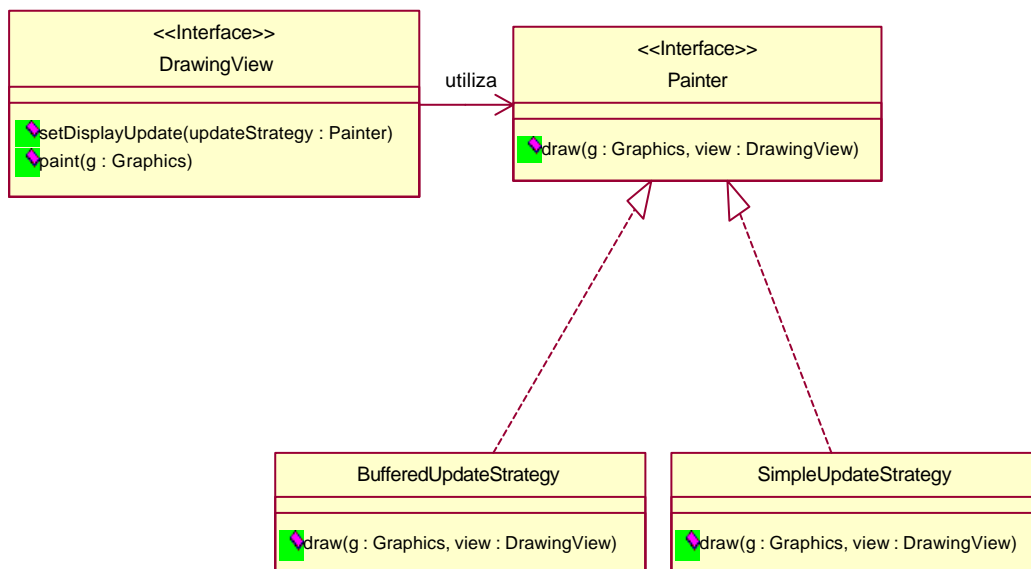 <<Interface>>
DrawingView
setDisplayUpdate(updateStrategy : Painter)
paint(g : Graphics)
utiliza
<<Interface>>
Painter
draw(g : Graphics, view : DrawingView)
BufferedUpdateStrategy
draw(g : Graphics, view : DrawingView)
SimpleUpdateStrategy
draw(g : Graphics, view : DrawingView)